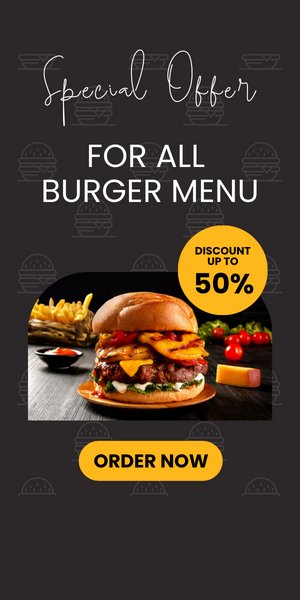 Special Offer
FOR ALL
BURGER MENU
DISCOUNT
UP TO
50%
ORDER NOW